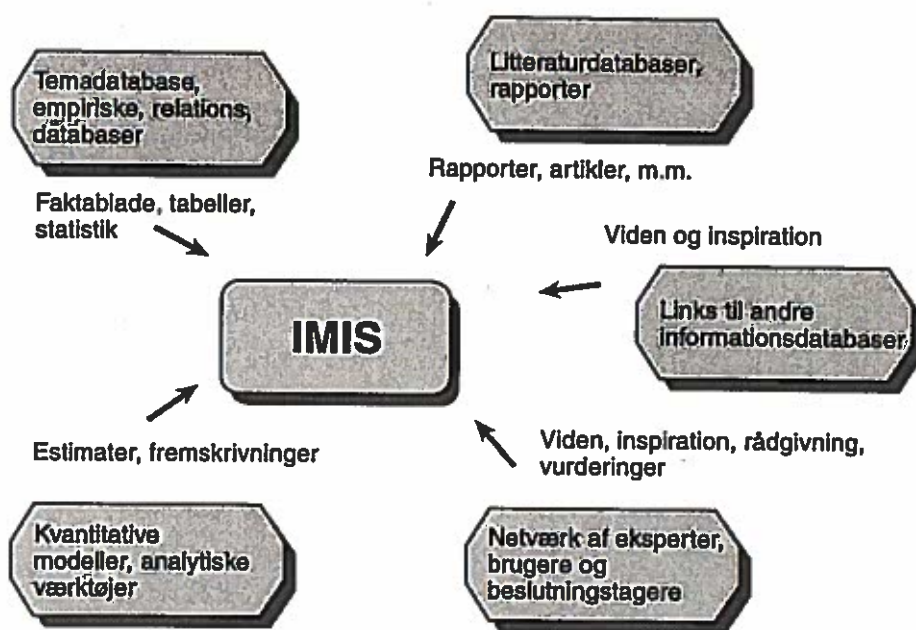 Temadatabase,
empiriske, relations,
databaser
Litteraturdatabaser,
rapporter
Rapporter, artikler, m.m.
Faktablade, tabeller,
statistik
Viden og inspiration
IMIS
Links til andre
informationsdatabaser
Estimater, fremskrivninger
Viden, inspiration, rådgivning,
vurderinger
Kvantitative
modeller, analytiske
værktøjer
Netværk af eksperter,
brugere og
beslutningstagere